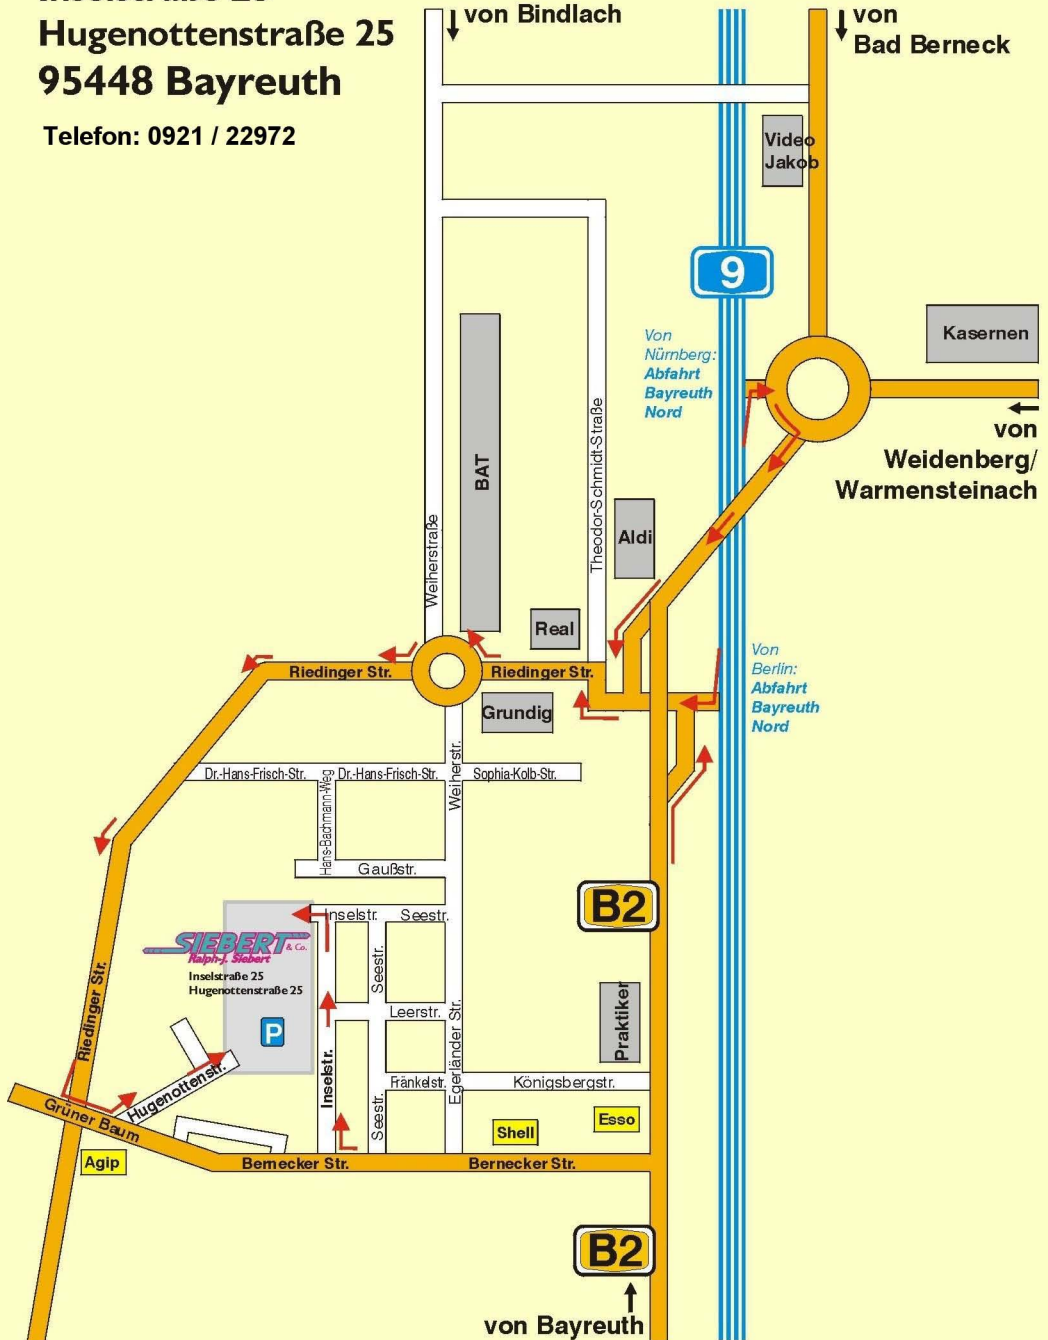 Hugenottenstraße 25
95448 Bayreuth
Telefon: 0921 / 22972
von Bindlach
von
Bad Berneck
Video
Jakob
9
Kasernen
Von
Nürnberg:
Abfahrt
Bayreuth
Nord
von
Weidenberg/
Warmensteinach
BAT
Theodor-Schmidt-Straße
Weiherstraße
Aldi
Real
Riedinger Str.
Riedinger Str.
Grundig
Von
Berlin:
Abfahrt
Bayreuth
Nord
Weiherstr.
Dr.-Hans-Frisch-Str.
Dr.-Hans-Frisch-Str.
Sophia-Kolb-Str.
Hans-Bachmann-Weg
Gaußstr.
B2
Inselstr.
Seestr.
SIEBERT
& Co.
Ralph-J. Siebert
Inselstraße 25
Hugenottenstraße 25
P
Seestr.
Leerstr.
Riedinger Str.
Egerländer Str.
Praktiker
Inselstr.
Fränkelstr.
Königsbergstr.
Hugenottenstr.
Seestr.
Grüner Baum
Shell
Esso
Agip
Bernecker Str.
Bernecker Str.
B2
von Bayreuth